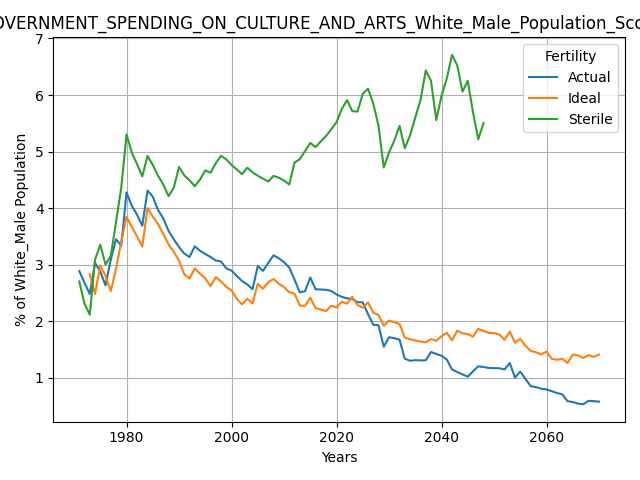 OVERNMENT_SPENDING_ON_CULTURE_AND_ARTS_White_Male_Population_Sco
7
6
5
4
3
2
1
% of White_Male Population
Fertility
Actual
Ideal
Sterile
1980 2000 2020 2040 2060
Years